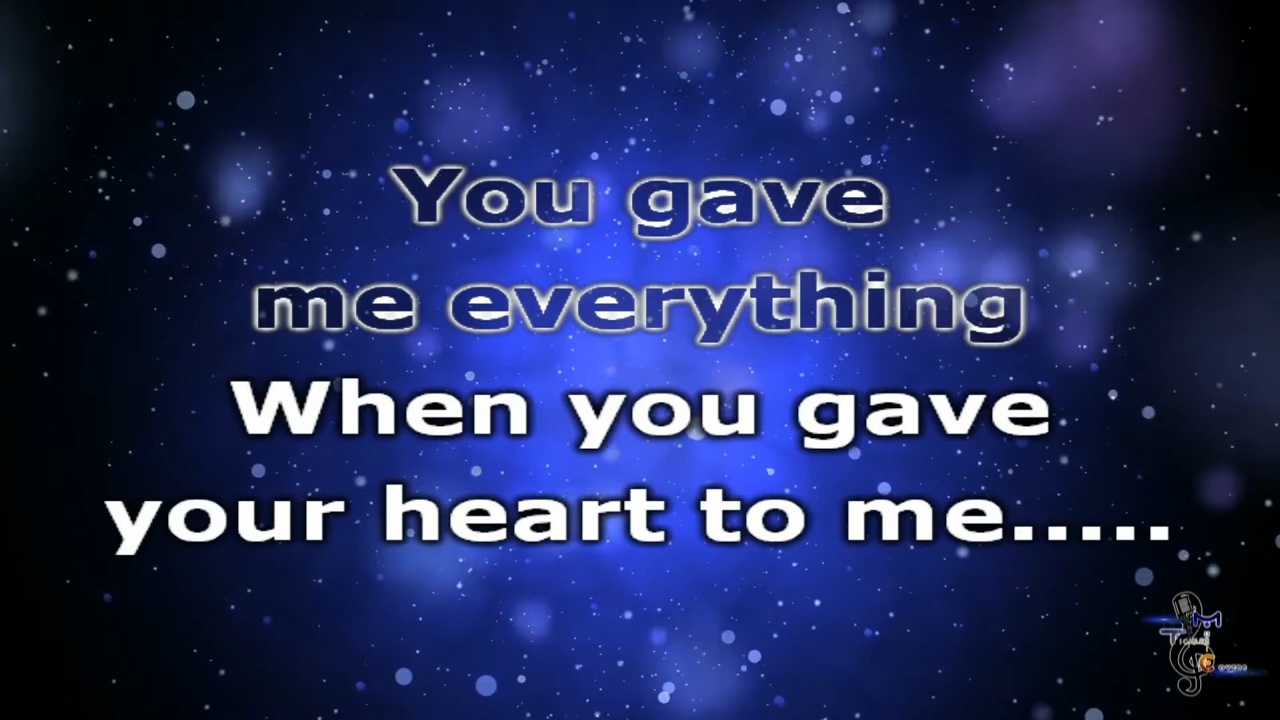 You gave
me everything
When you gave
your heart to me.....